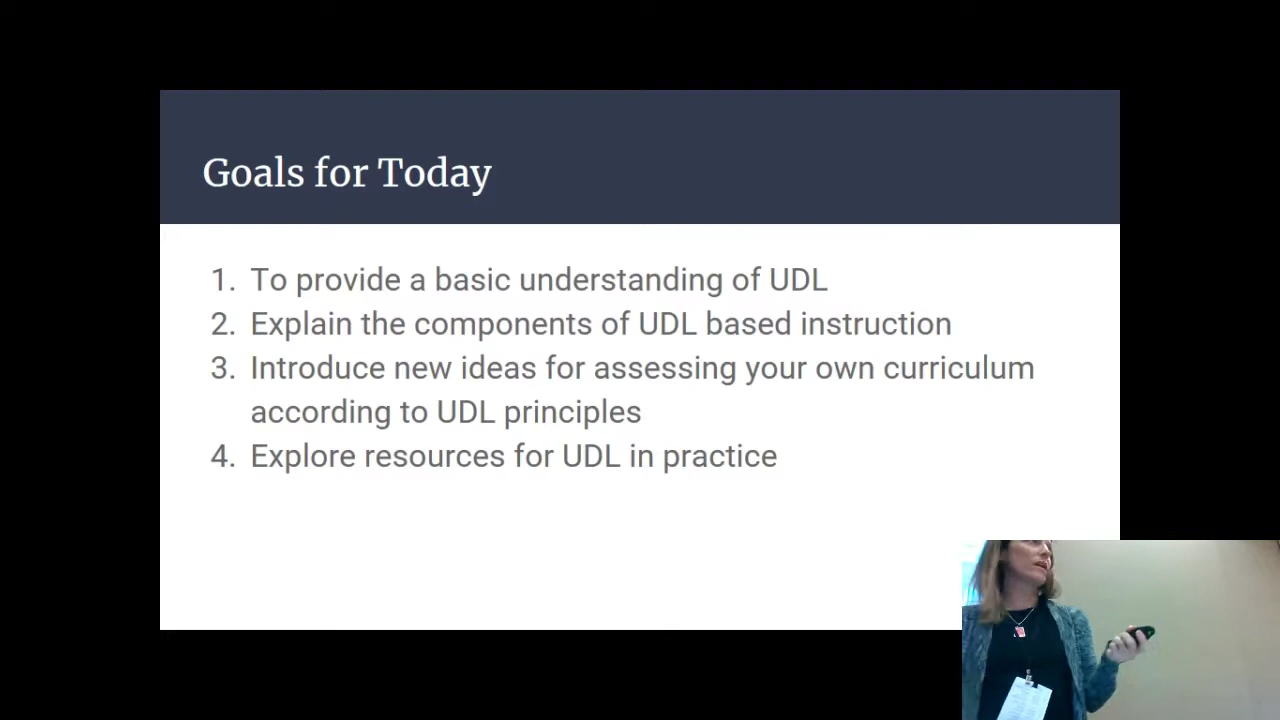 Goals for Today
1. To provide a basic understanding of UDL
2. Explain the components of UDL based instruction
3. Introduce new ideas for assessing your own curriculum
according to UDL principles
4. Explore resources for UDL in practice